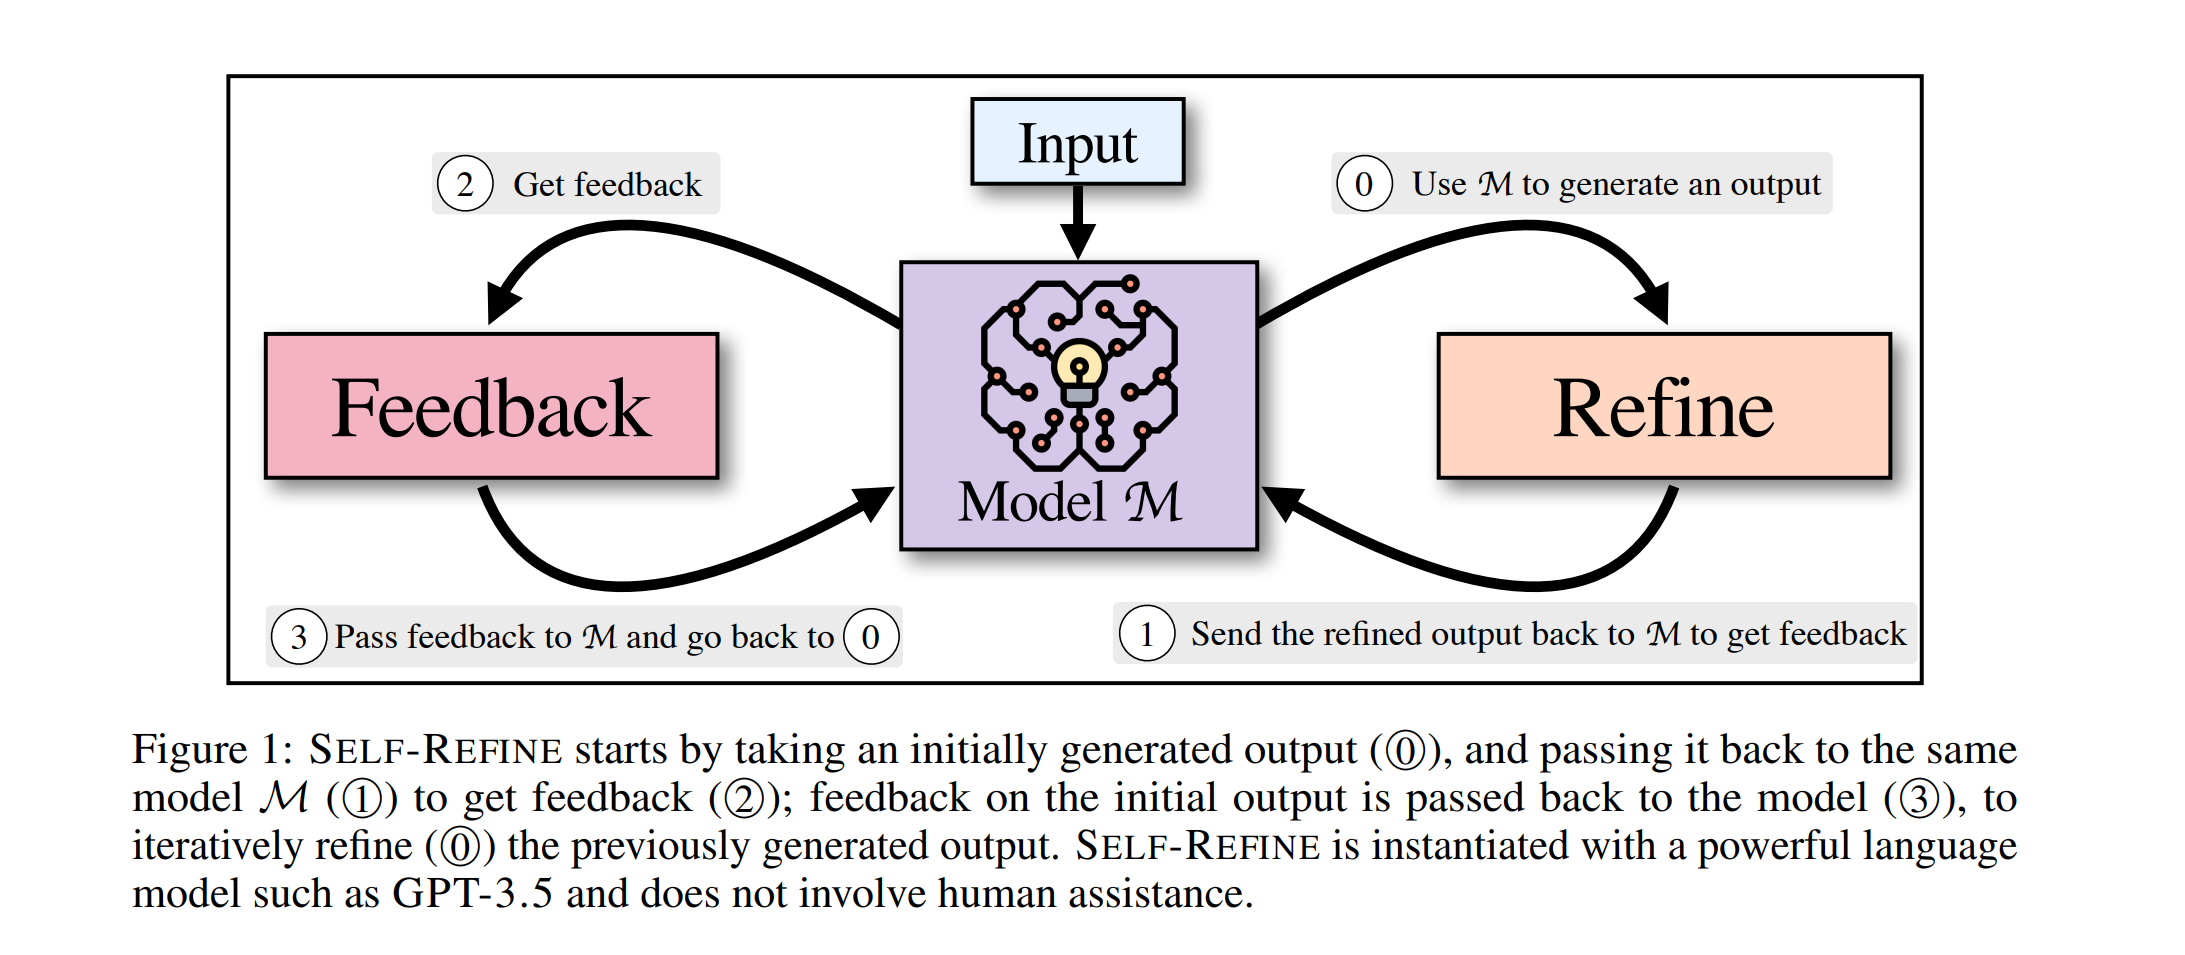 Input
② Get feedback
⓪ Use ℳ to generate an output
Feedback
Model ℳ
Refine
③ Pass feedback to ℳ and go back to ⓪
① Send the refined output back to ℳ to get feedback
Figure 1: SELF-REFINE starts by taking an initially generated output (⓪), and passing it back to the same
model ℳ (①) to get feedback (②); feedback on the initial output is passed back to the model (③), to
iteratively refine (⓪) the previously generated output. SELF-REFINE is instantiated with a powerful language
model such as GPT-3.5 and does not involve human assistance.